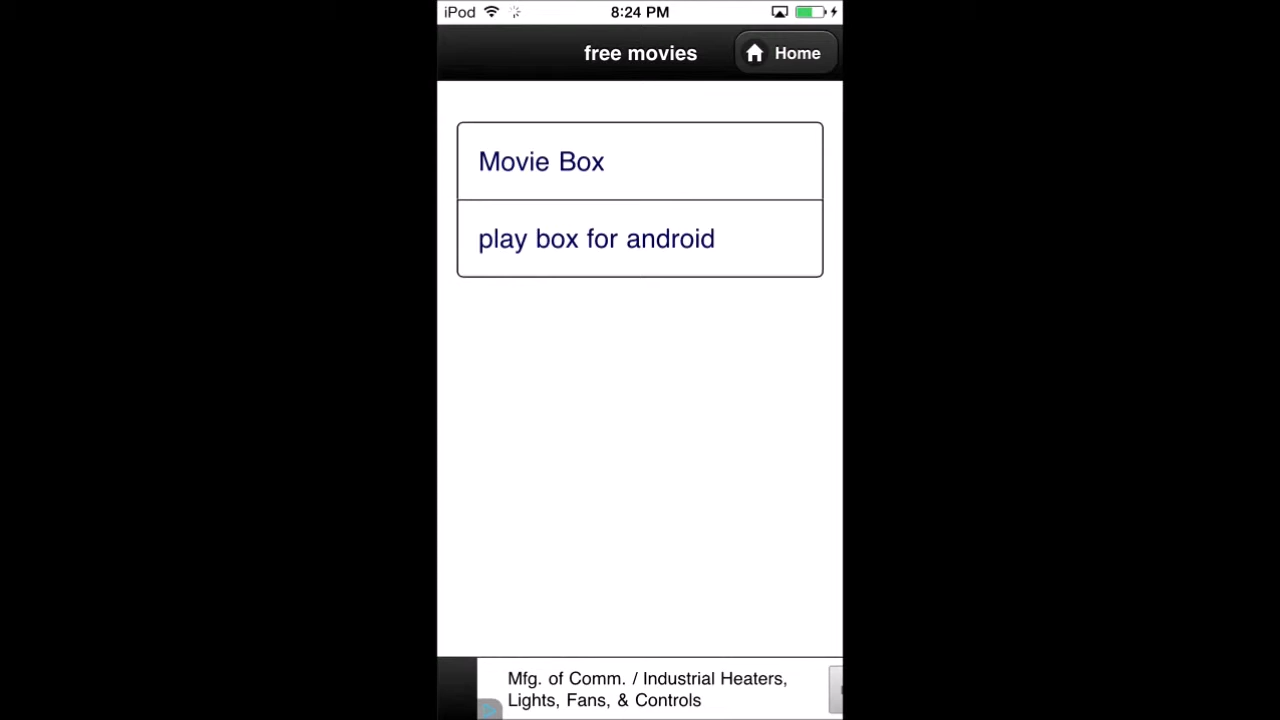 iPod 8:24 PM
free movies
Home
Movie Box
play box for android
Mfg. of Comm. / Industrial Heaters,
Lights, Fans, & Controls